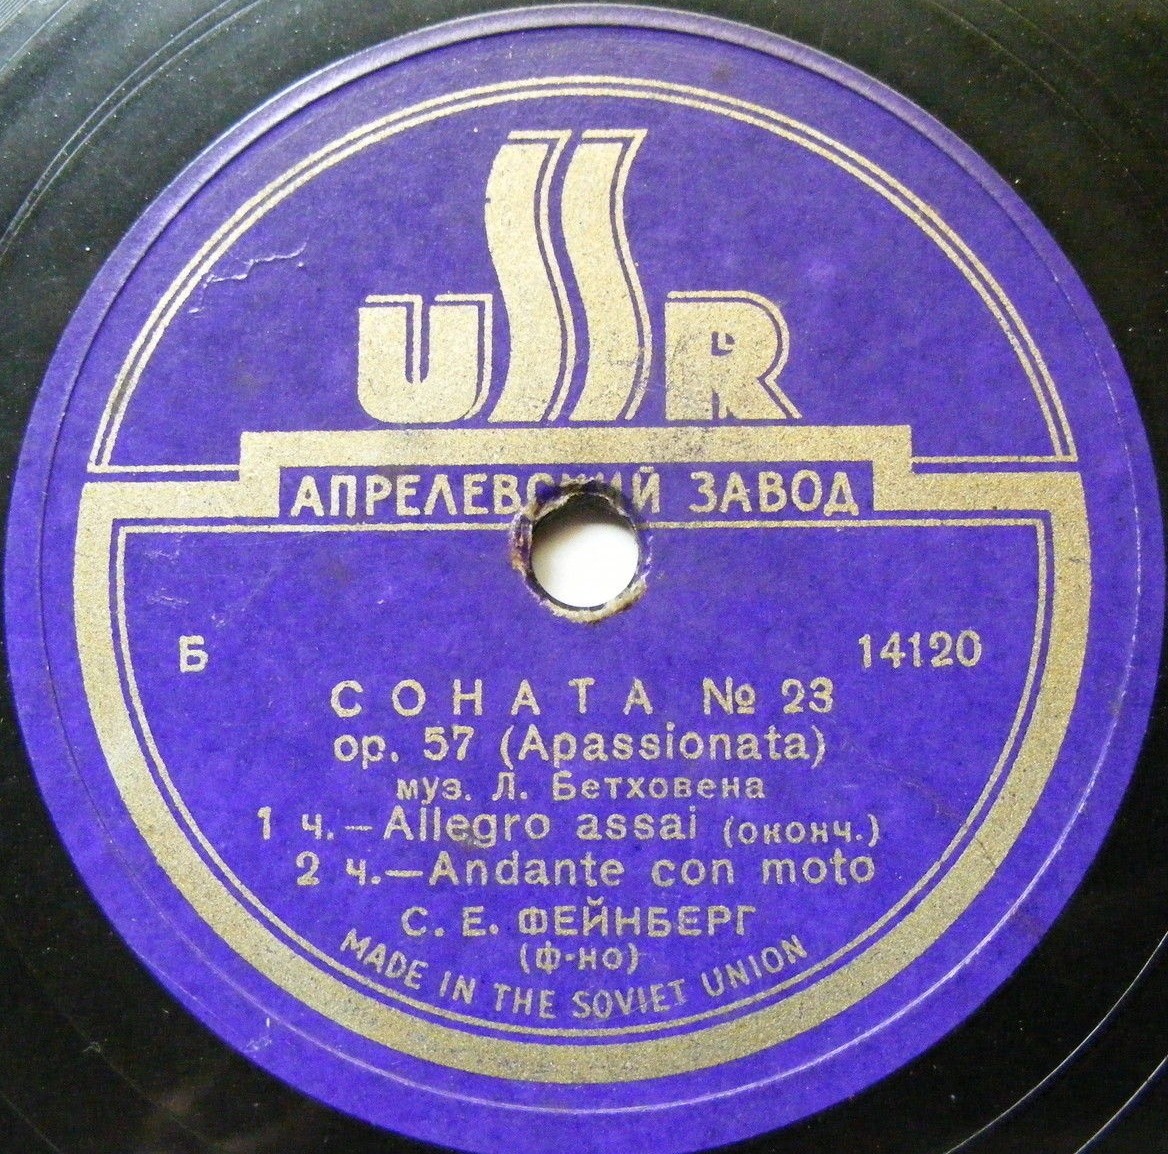 USSR
АПРЕЛЕВСКИЙ ЗАВОД
Б 14120
СОНАТА № 23
op. 57 (Apassionata)
муз. Л. Бетховена
1 ч.—Allegro assai (оконч.)
2 ч.—Andante con moto
С. Е. ФЕЙНБЕРГ
(ф-но)
MADE IN THE SOVIET UNION